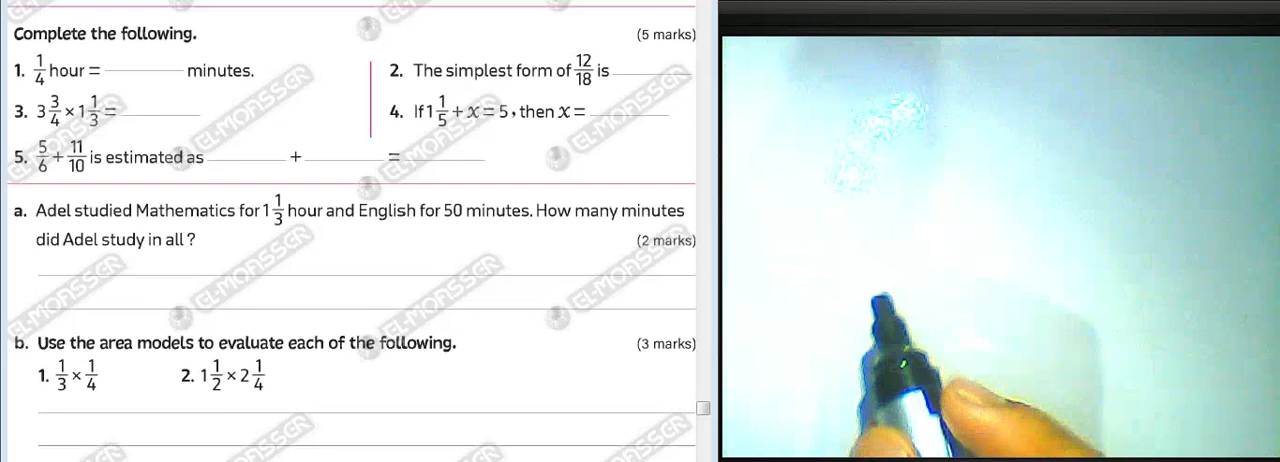 Complete the following. (5 marks)
1. 1/4 hour = ________ minutes. 2. The simplest form of 12/18 is ________
3. 3 3/4 × 1 1/3 = ________ 4. If 1 1/5 + x = 5, then x = ________
5. 5/6 + 11/10 is estimated as ________ + ________ = ________
a. Adel studied Mathematics for 1 1/3 hour and English for 50 minutes. How many minutes
did Adel study in all ? (2 marks)
b. Use the area models to evaluate each of the following. (3 marks)
1. 1/3 × 1/4 2. 1 1/2 × 2 1/4
EL-MOASSER